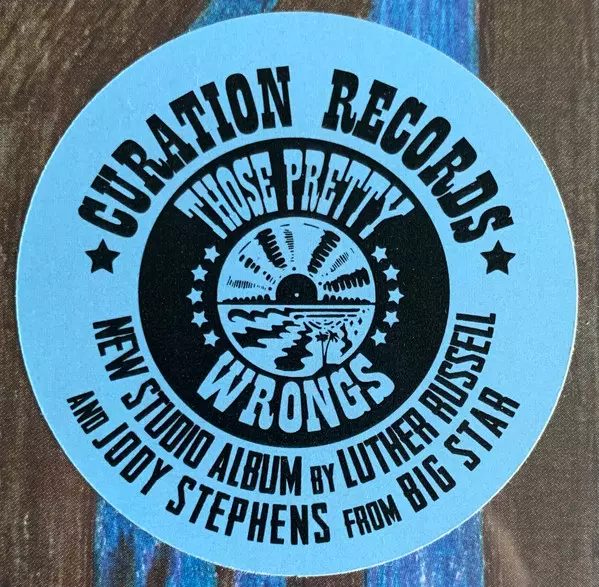 CURATION RECORDS
THOSE PRETTY
WRONGS
NEW STUDIO ALBUM BY LUTHER RUSSELL
AND JODY STEPHENS FROM BIG STAR